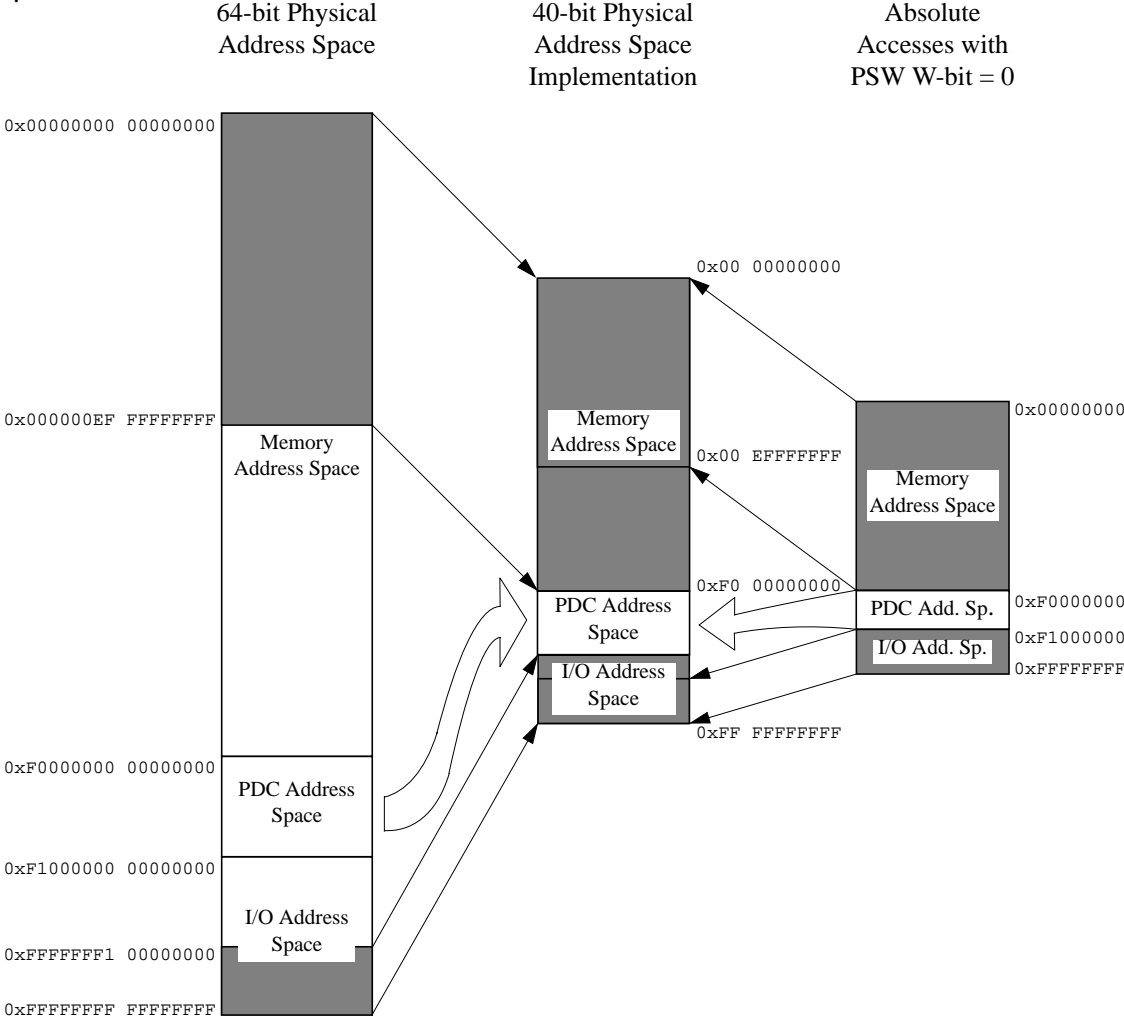 64-bit Physical
Address Space
40-bit Physical
Address Space
Implementation
Absolute
Accesses with
PSW W-bit = 0
0x00000000 00000000
0x000000EF FFFFFFFF
Memory
Address Space
0xF0000000 00000000
PDC Address
Space
0xF1000000 00000000
I/O Address
Space
0xFFFFFFF1 00000000
0xFFFFFFFF FFFFFFFF
0x00 00000000
Memory
Address Space
0x00 EFFFFFFF
0xF0 00000000
PDC Address
Space
I/O Address
Space
0xFF FFFFFFFF
0x00000000
Memory
Address Space
PDC Add. Sp.
0xF0000000
I/O Add. Sp.
0xF1000000
0xFFFFFFFF